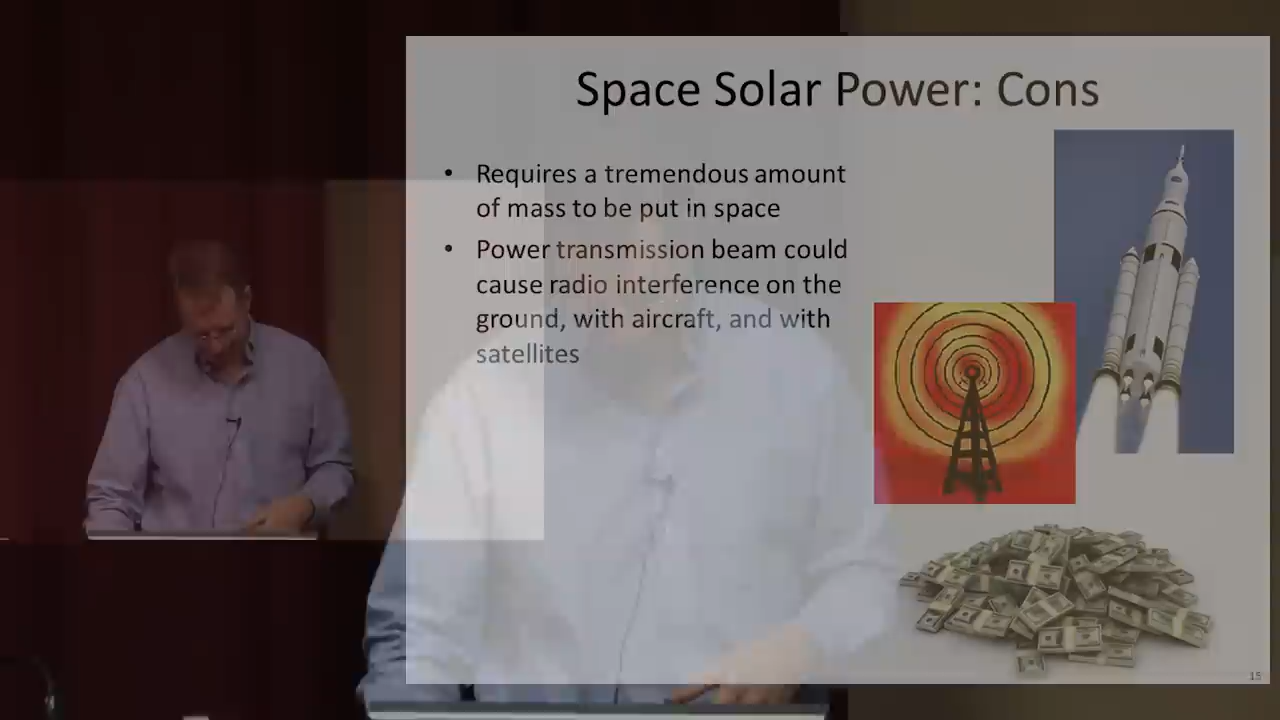 Space Solar Power: Cons
• Requires a tremendous amount
of mass to be put in space
• Power transmission beam could
cause radio interference on the
ground, with aircraft, and with
satellites
15